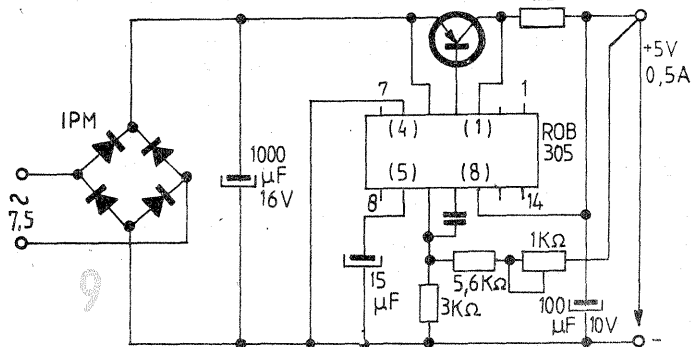 IPM
~
7,5
9
1000
µF
16V
7
1
(4)
(1)
ROB
305
(5)
(8)
8
14
15
µF
3KΩ
5,6KΩ
1KΩ
100
µF
10V
+5V
0,5A
-